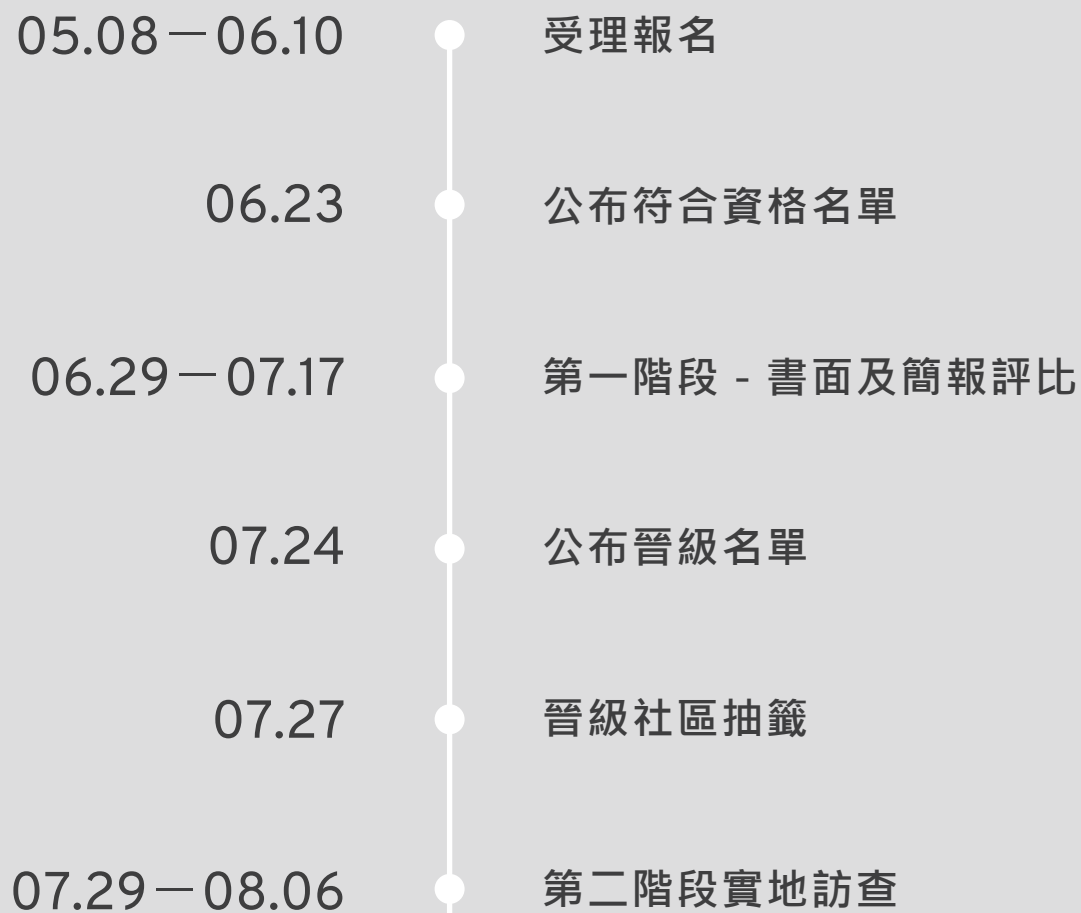 05.08－06.10 受理報名
06.23 公布符合資格名單
06.29－07.17 第一階段 - 書面及簡報評比
07.24 公布晉級名單
07.27 晉級社區抽籤
07.29－08.06 第二階段實地訪查